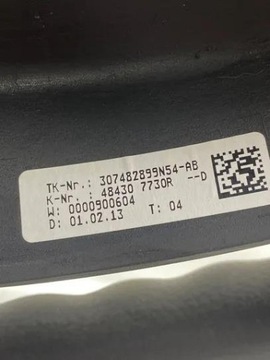 TK-Nr.: 307482899N54-AB
K-Nr.: 48430 7730R --D
W: 0000900604
D: 01.02.13 T: 04